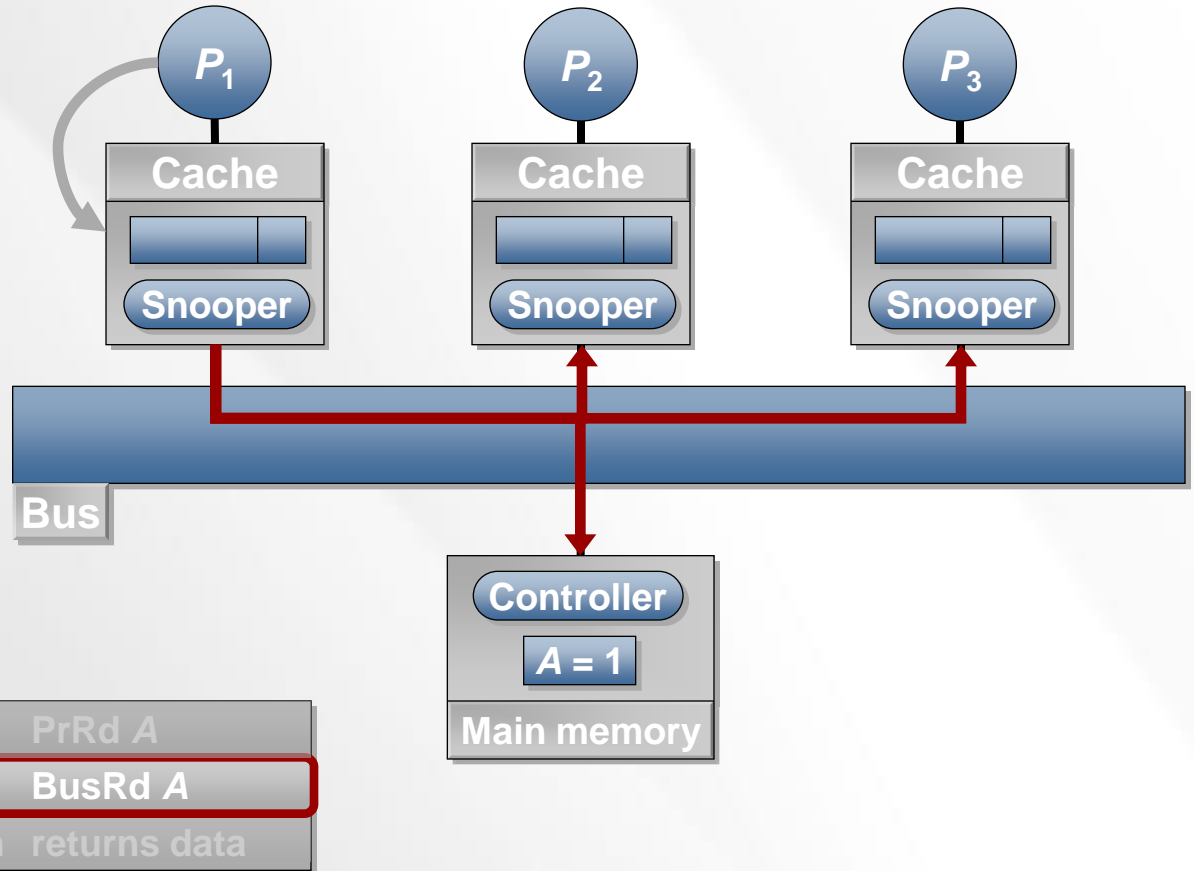 P1
P2
P3
Cache
Cache
Cache
Snooper
Snooper
Snooper
Bus
Controller
A = 1
Main memory
PrRd A
BusRd A
returns data